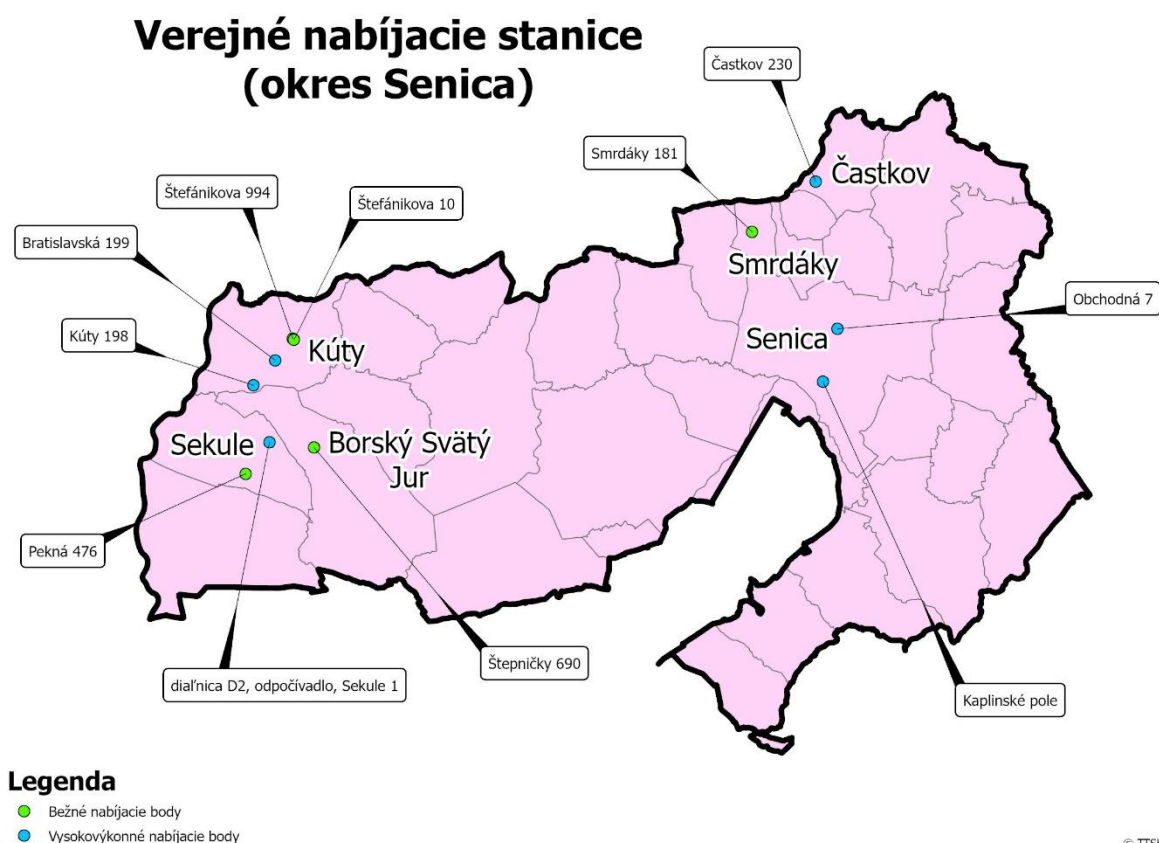 Verejné nabíjacie stanice
(okres Senica)
Častkov 230
Smrdáky 181
Štefánikova 994
Štefánikova 10
Bratislavská 199
Kúty 198
Obchodná 7
Častkov
Smrdáky
Senica
Kúty
Sekule
Borský Svätý
Jur
Pekná 476
diaľnica D2, odpočívadlo, Sekule 1
Štepničky 690
Kaplinské pole
Legenda
Bežné nabíjacie body
Vysokovýkonné nabíjacie body